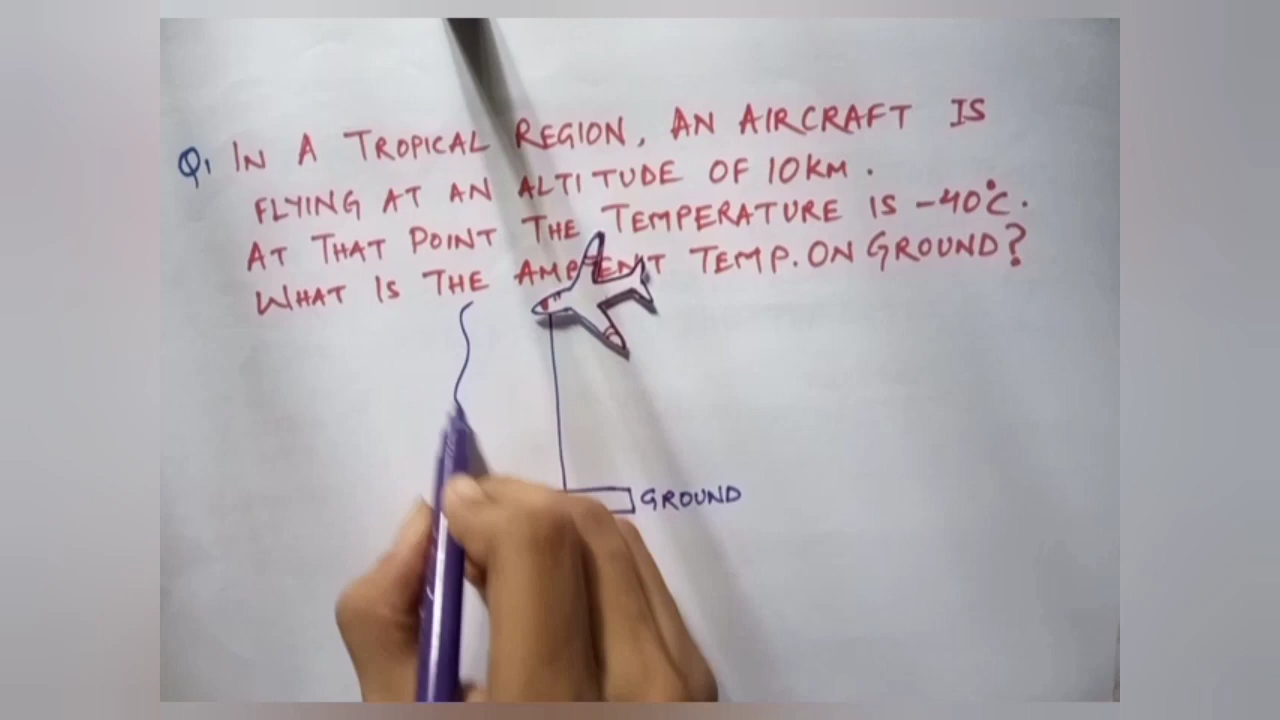 Q1 IN A TROPICAL REGION, AN AIRCRAFT IS
FLYING AT AN ALTITUDE OF 10KM.
AT THAT POINT THE TEMPERATURE IS -40°C.
WHAT IS THE AMBIENT TEMP. ON GROUND?
GROUND